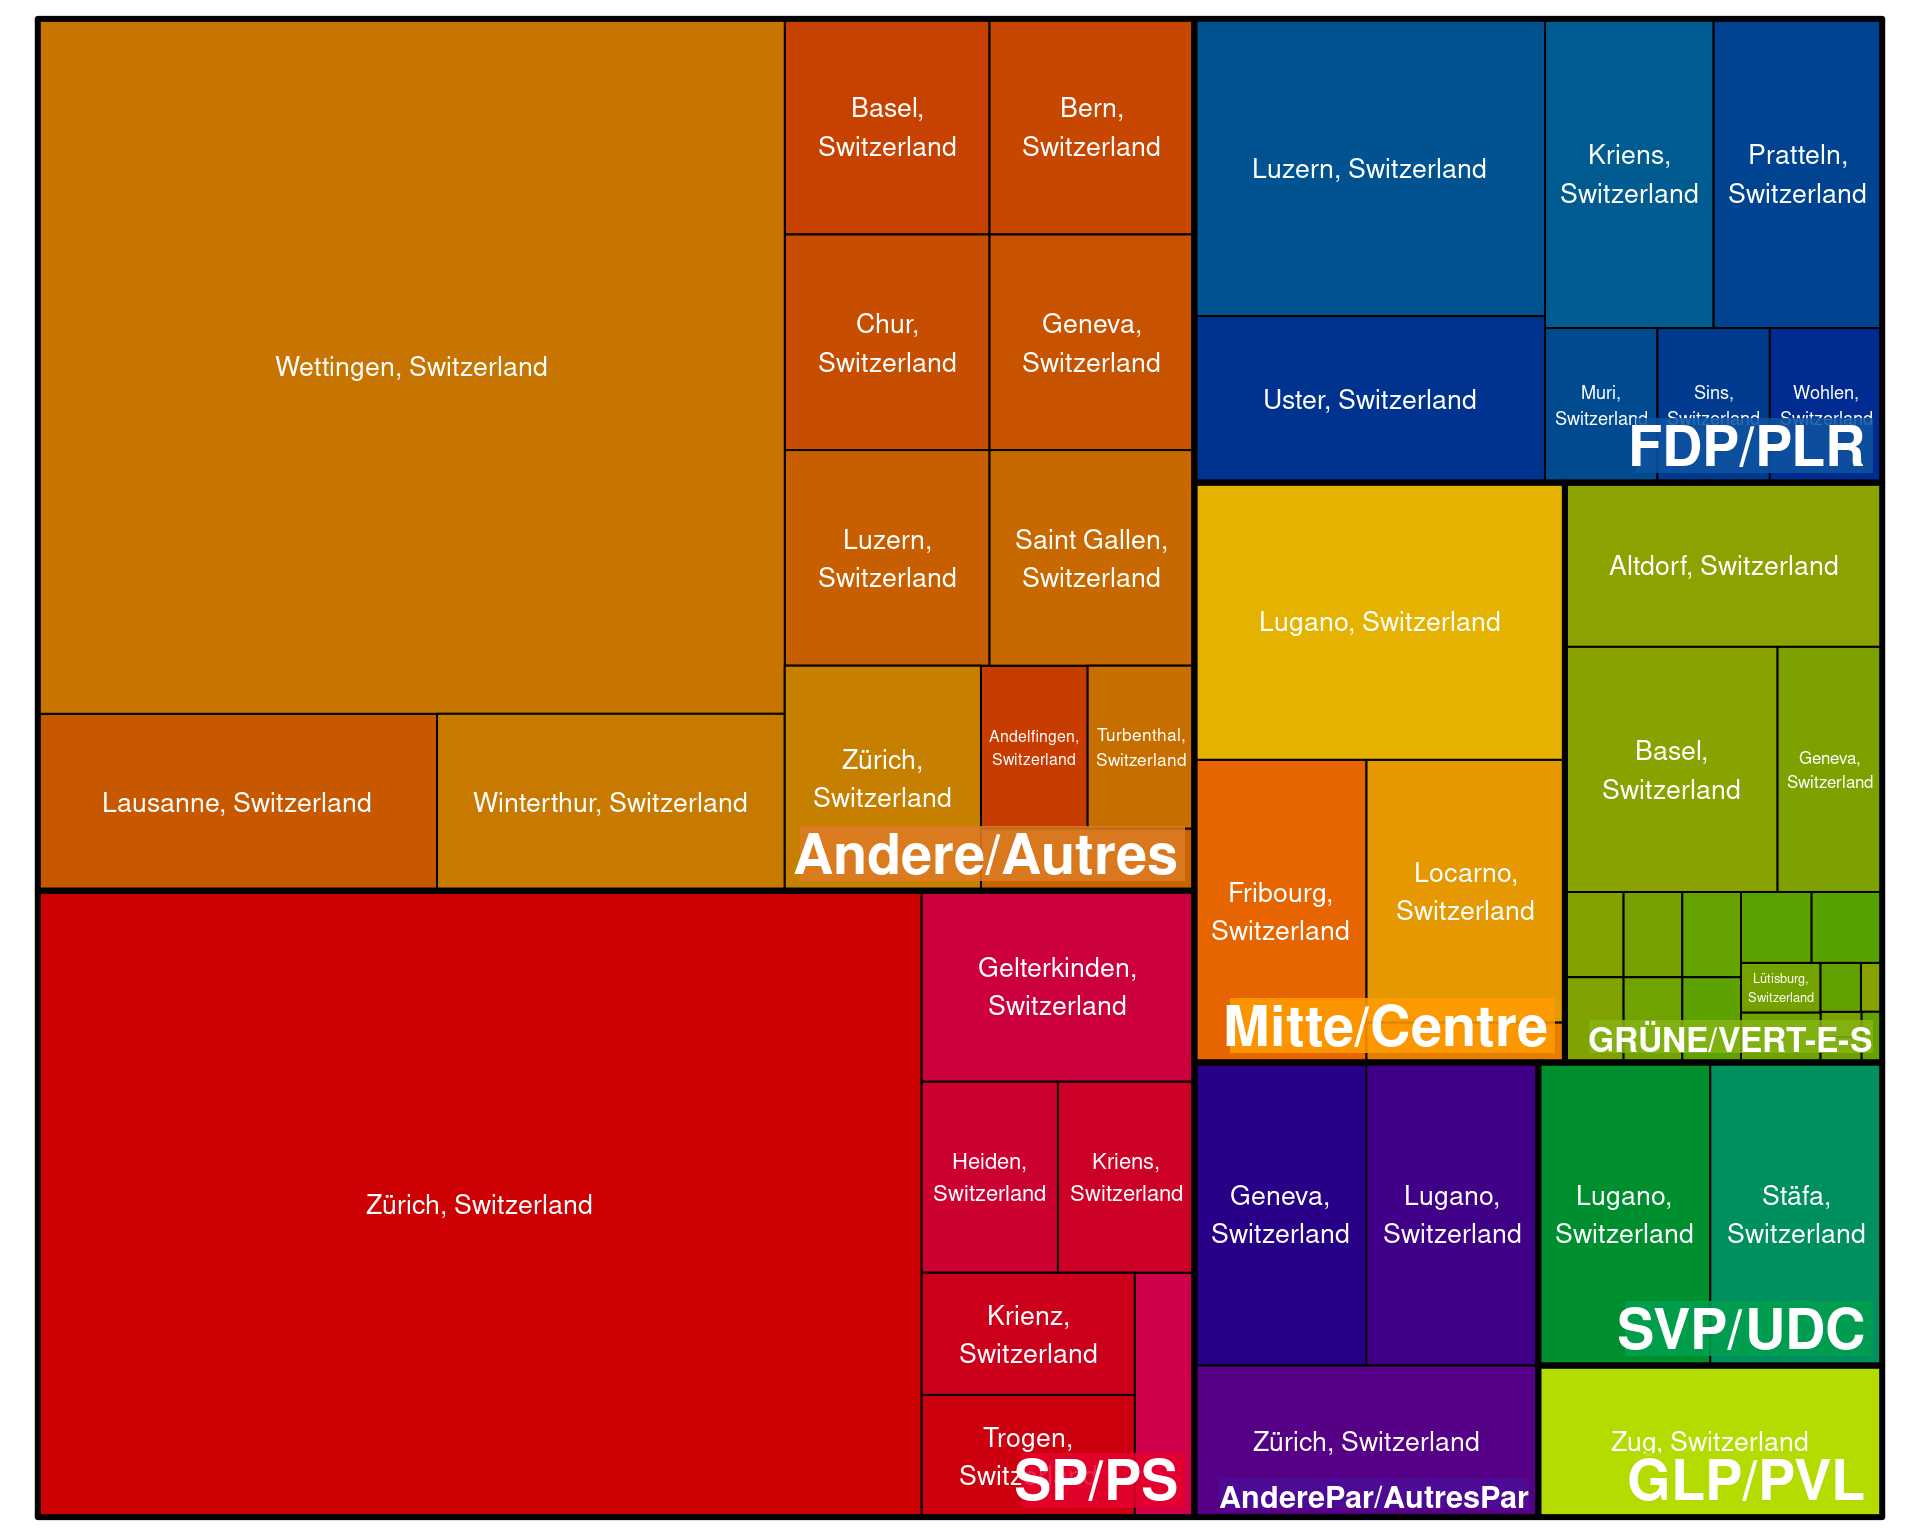 Wettingen, Switzerland
Lausanne, Switzerland
Winterthur, Switzerland
Basel,
Switzerland
Bern,
Switzerland
Chur,
Switzerland
Geneva,
Switzerland
Luzern,
Switzerland
Saint Gallen,
Switzerland
Zürich,
Switzerland
Andelfingen,
Switzerland
Turbenthal,
Switzerland
Andere/Autres
Zürich, Switzerland
Gelterkinden,
Switzerland
Heiden,
Switzerland
Kriens,
Switzerland
Krienz,
Switzerland
Trogen,
Switzerland
SP/PS
Luzern, Switzerland
Uster, Switzerland
Kriens,
Switzerland
Pratteln,
Switzerland
Muri,
Switzerland
Sins,
Switzerland
Wohlen,
Switzerland
FDP/PLR
Lugano, Switzerland
Fribourg,
Switzerland
Locarno,
Switzerland
Mitte/Centre
Altdorf, Switzerland
Basel,
Switzerland
Geneva,
Switzerland
Lütisburg,
Switzerland
GRÜNE/VERT-E-S
Geneva,
Switzerland
Lugano,
Switzerland
Zürich, Switzerland
AnderePar/AutresPar
Lugano,
Switzerland
Stäfa,
Switzerland
SVP/UDC
Zug, Switzerland
GLP/PVL